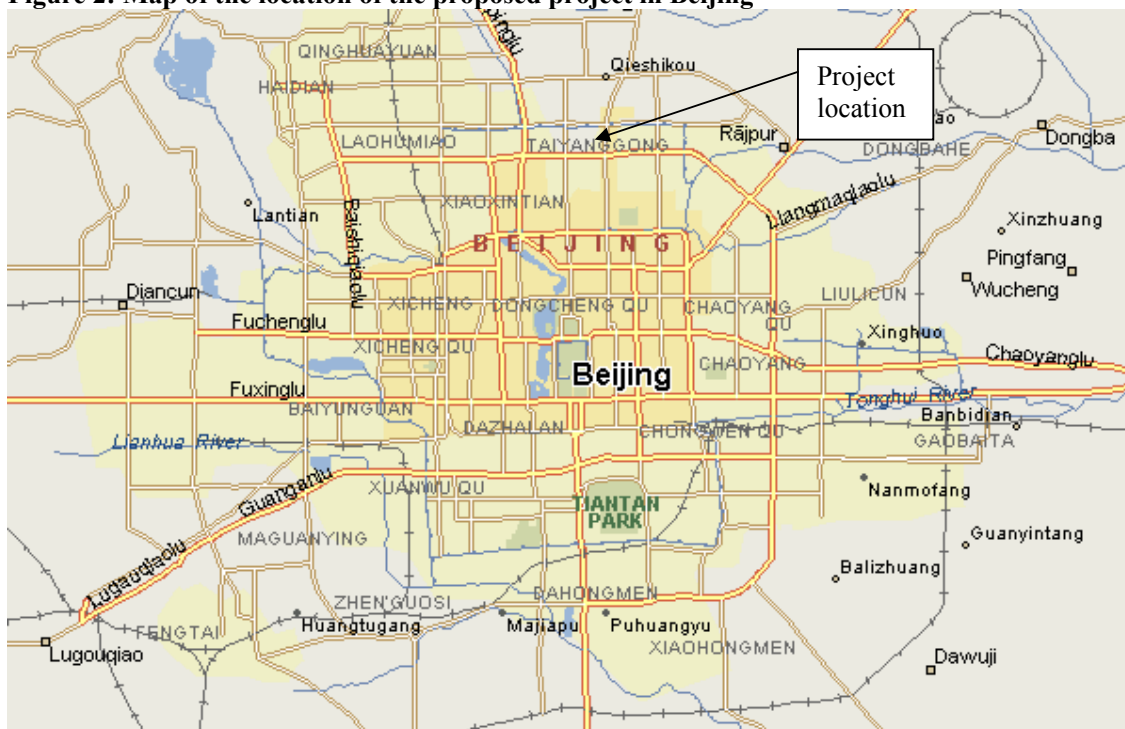 Figure 2: Map of the location of the proposed project in Beijing
QINGHUAYUAN
Qieshikou
Project
location
HAIDIAN
LAOHUMIAO
TAIYANGGONG
Rājpur
DONGBAHE
Dongba
Lantian
XIAOXINTIAN
Liangmaqiaolu
Xinzhuang
Baishiqiaolu
BEIJING
Pingfang
Wucheng
Diancun
XICHENG
DONGCHENG QU
CHAOYANG
QU
LIULICUN
Fuchenglu
XICHENG QU
Xinghuo
Chaoyanglu
CHAOYANG
Beijing
Fuxinglu
BAIYUNGUAN
Tonghui River
Banbidian
Lianhua River
DAZHALAN
CHONGWEN QU
GAOBAITA
Guanganlu
XUANWU QU
Nanmofang
TIANTAN
PARK
MAGUANYING
Guanyintang
Lugauqiaolu
Balizhuang
ZHEN'GUOSI
DAHONGMEN
Huangtugang
Majiapu
Puhuangyu
FENGTAI
Lugouqiao
XIAOHONGMEN
Dawuji